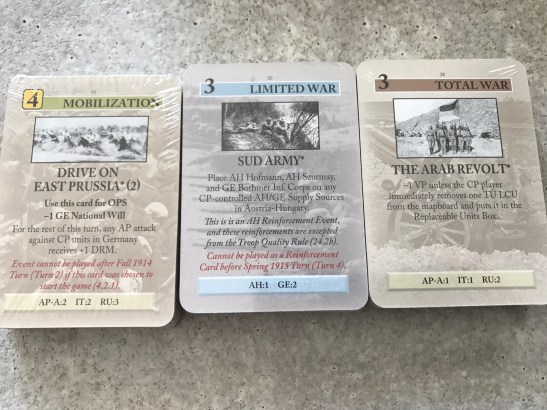 4
MOBILIZATION
DRIVE ON
EAST PRUSSIA* (2)
Use this card for OPS
–1 GE National Will
For the rest of this turn, any AP attack
against CP units in Germany
receives +1 DRM.
Event cannot be played after Fall 1914
Turn (Turn 2) if this card was chosen to
start the game (4.2.1).
AP-A:2 IT:2 RU:3
3
LIMITED WAR
SUD ARMY*
Place AH Hofmann, AH Szurmay,
and GE Bothmer Inf. Corps on any
CP-controlled AH/GE Supply Sources
in Austria-Hungary.
This is an AH Reinforcement Event,
and these reinforcements are excepted
from the Troop Quality Rule (24.2b).
Cannot be played as a Reinforcement
Card before Spring 1915 Turn (Turn 4).
AH:1 GE:2
3
TOTAL WAR
THE ARAB REVOLT*
–1 VP unless the CP player
immediately removes one TU LCU
from the mapboard and puts it in the
Replaceable Units Box.
AP-A:1 IT:1 RU:2